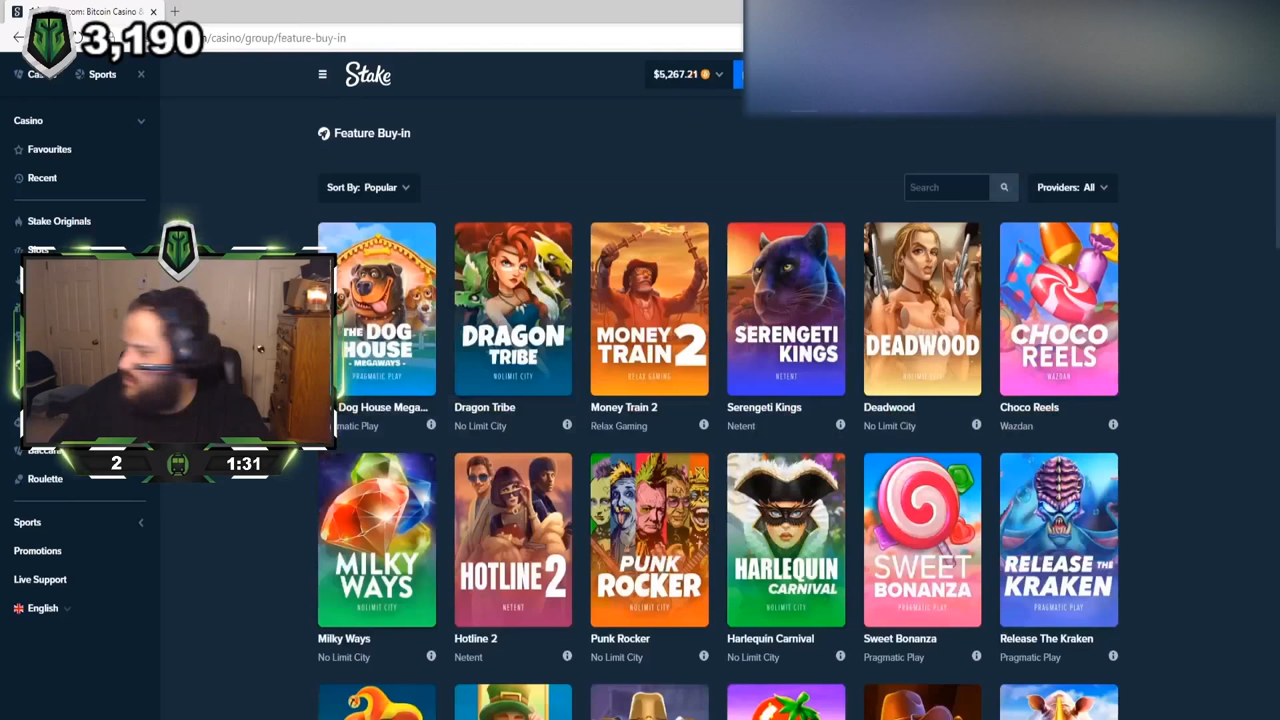 com: Bitcoin Casino &
3,190
/casino/group/feature-buy-in
Sports
Stake
$5,267.21
Casino
Favourites
Recent
Stake Originals
Slots
Baccarat
Roulette
Sports
Promotions
Live Support
English
2
1:31
Feature Buy-in
Sort By: Popular
Search
Providers: All
THE DOG
HOUSE
- MEGAWAYS -
PRAGMATIC PLAY
DRAGON
TRIBE
NOLIMIT CITY
MONEY
TRAIN 2
RELAX GAMING
SERENGETI
KINGS
NETENT
DEADWOOD
NOLIMIT CITY
CHOCO
REELS
WAZDAN
Dog House Mega...
matic Play
Dragon Tribe
No Limit City
Money Train 2
Relax Gaming
Serengeti Kings
Netent
Deadwood
No Limit City
Choco Reels
Wazdan
MILKY
WAYS
NOLIMIT CITY
HOTLINE 2
NETENT
PUNK
ROCKER
NOLIMIT CITY
HARLEQUIN
CARNIVAL
NOLIMIT CITY
SWEET
BONANZA
PRAGMATIC PLAY
RELEASE THE
KRAKEN
PRAGMATIC PLAY
Milky Ways
No Limit City
Hotline 2
Netent
Punk Rocker
No Limit City
Harlequin Carnival
No Limit City
Sweet Bonanza
Pragmatic Play
Release The Kraken
Pragmatic Play